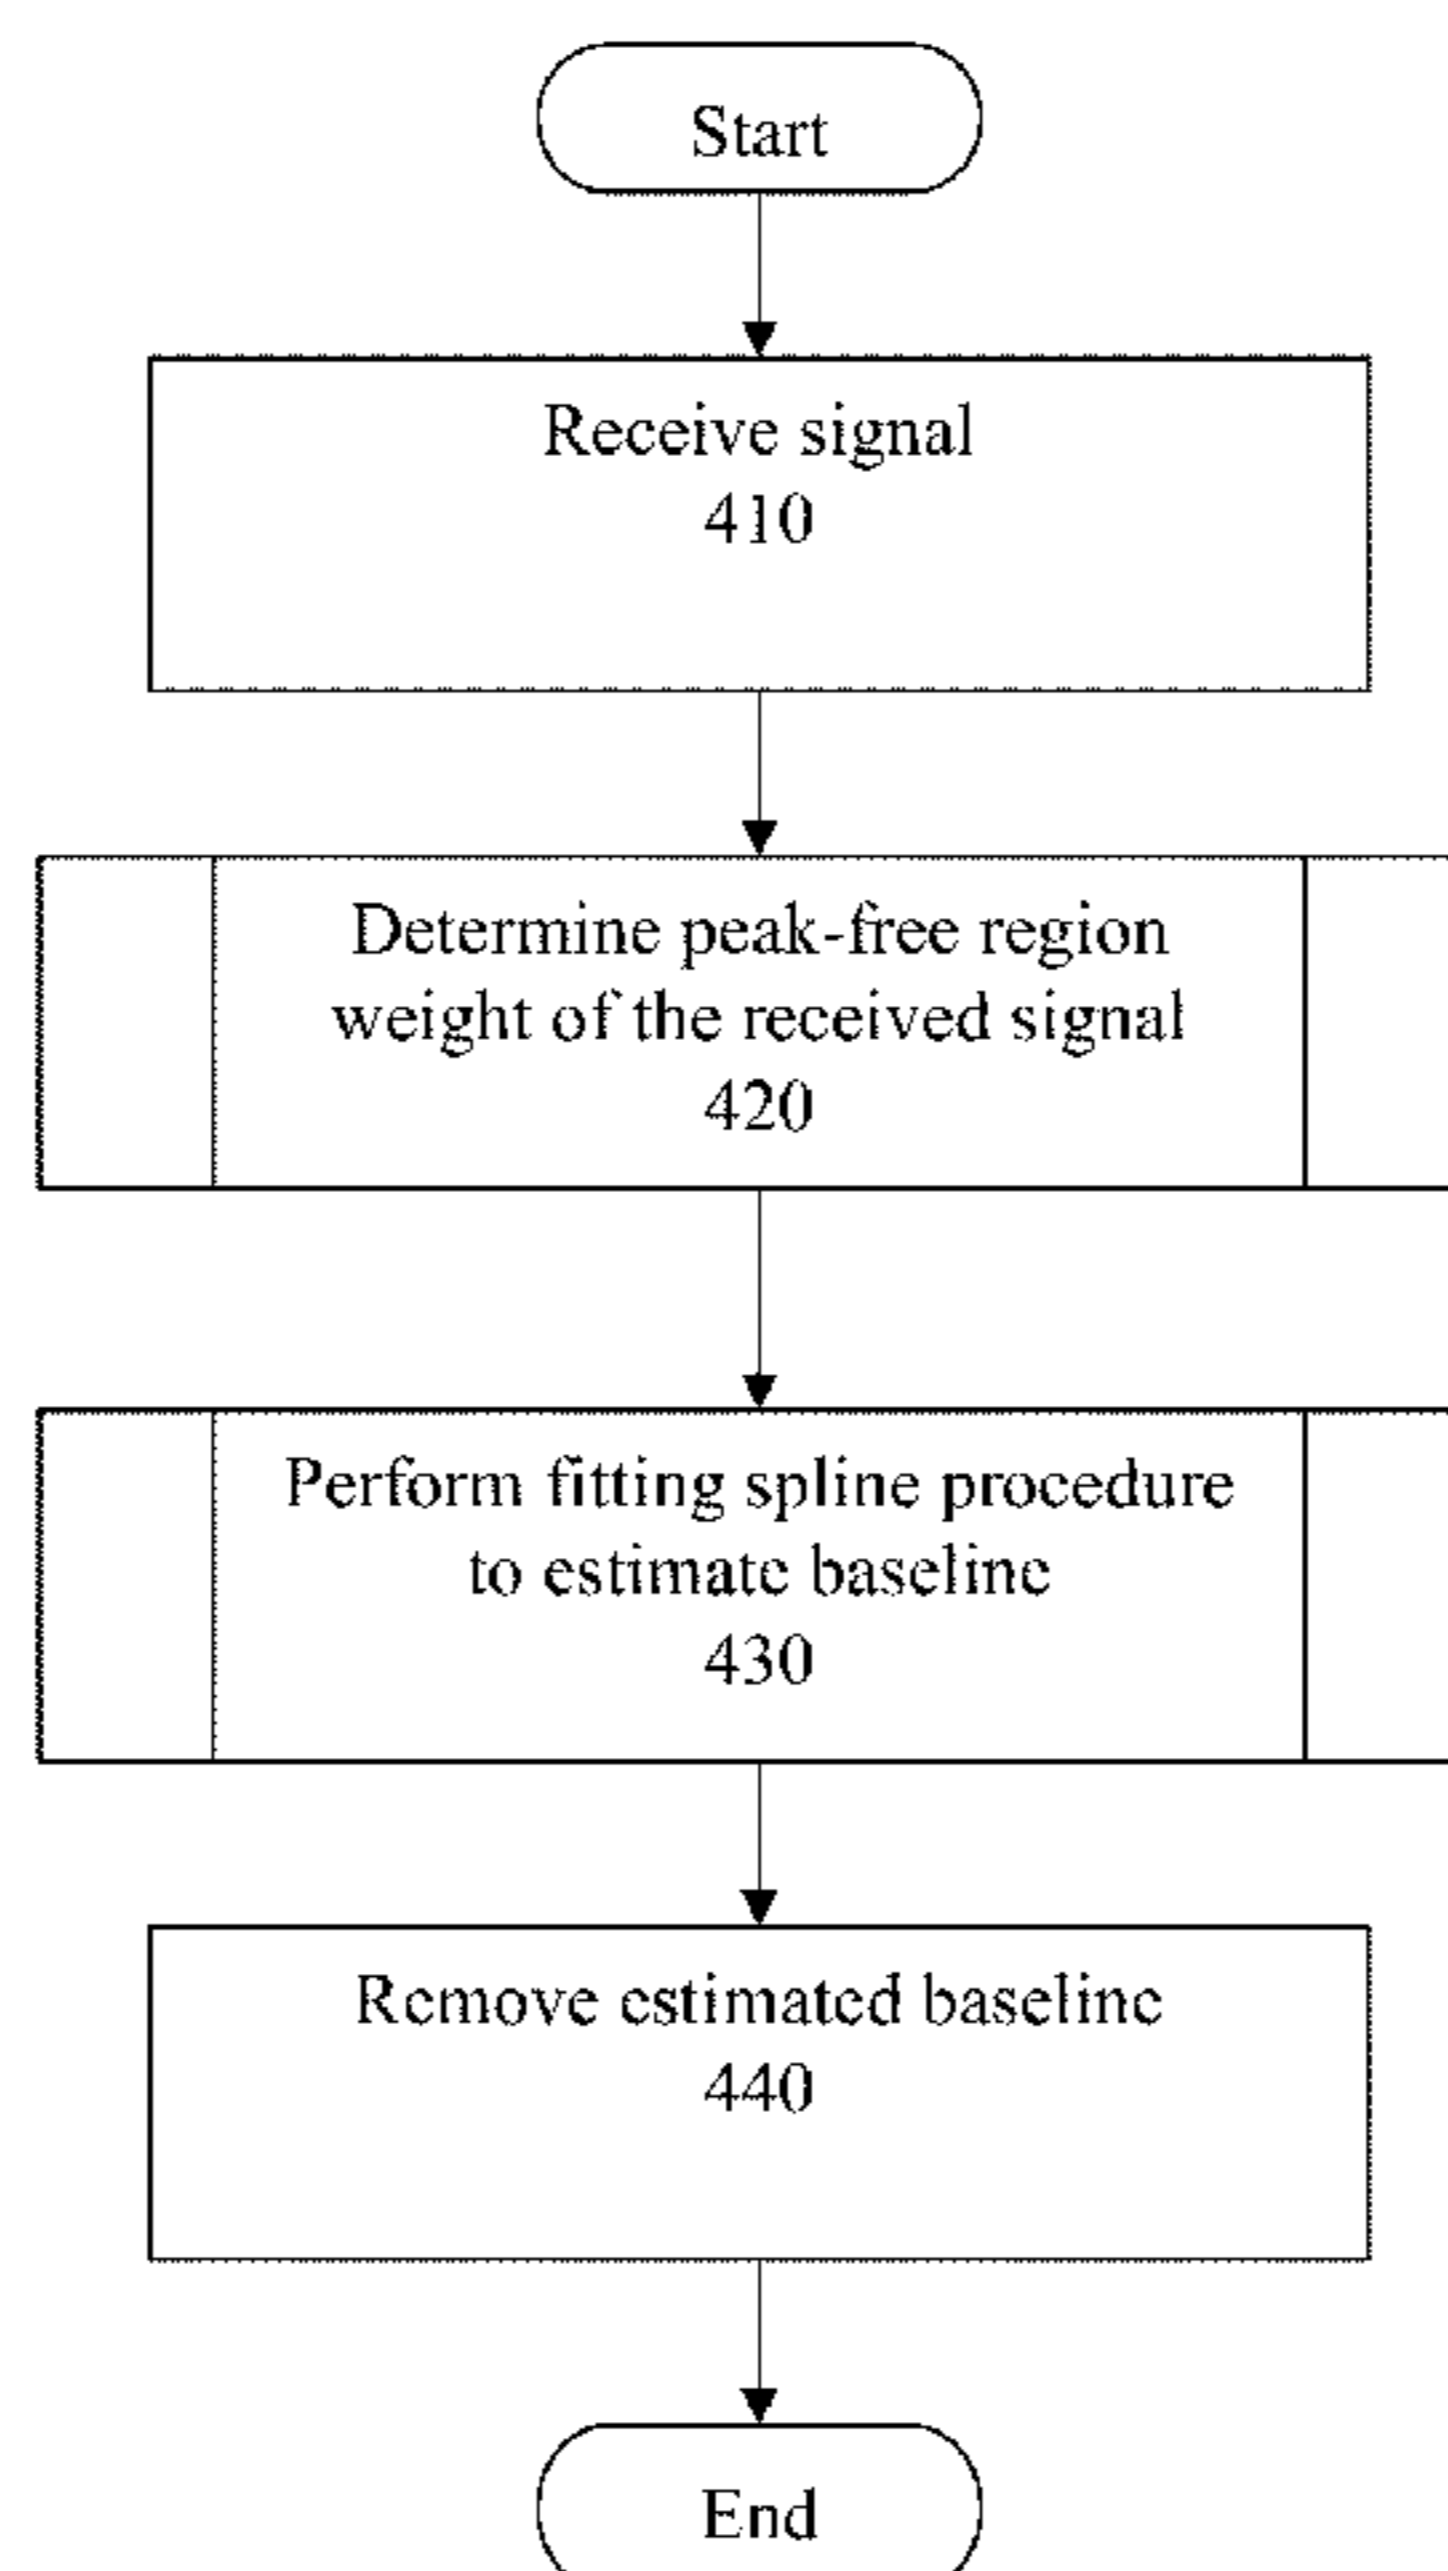 Start
Receive signal
410
Determine peak-free region
weight of the received signal
420
Perform fitting spline procedure
to estimate baseline
430
Remove estimated baseline
440
End